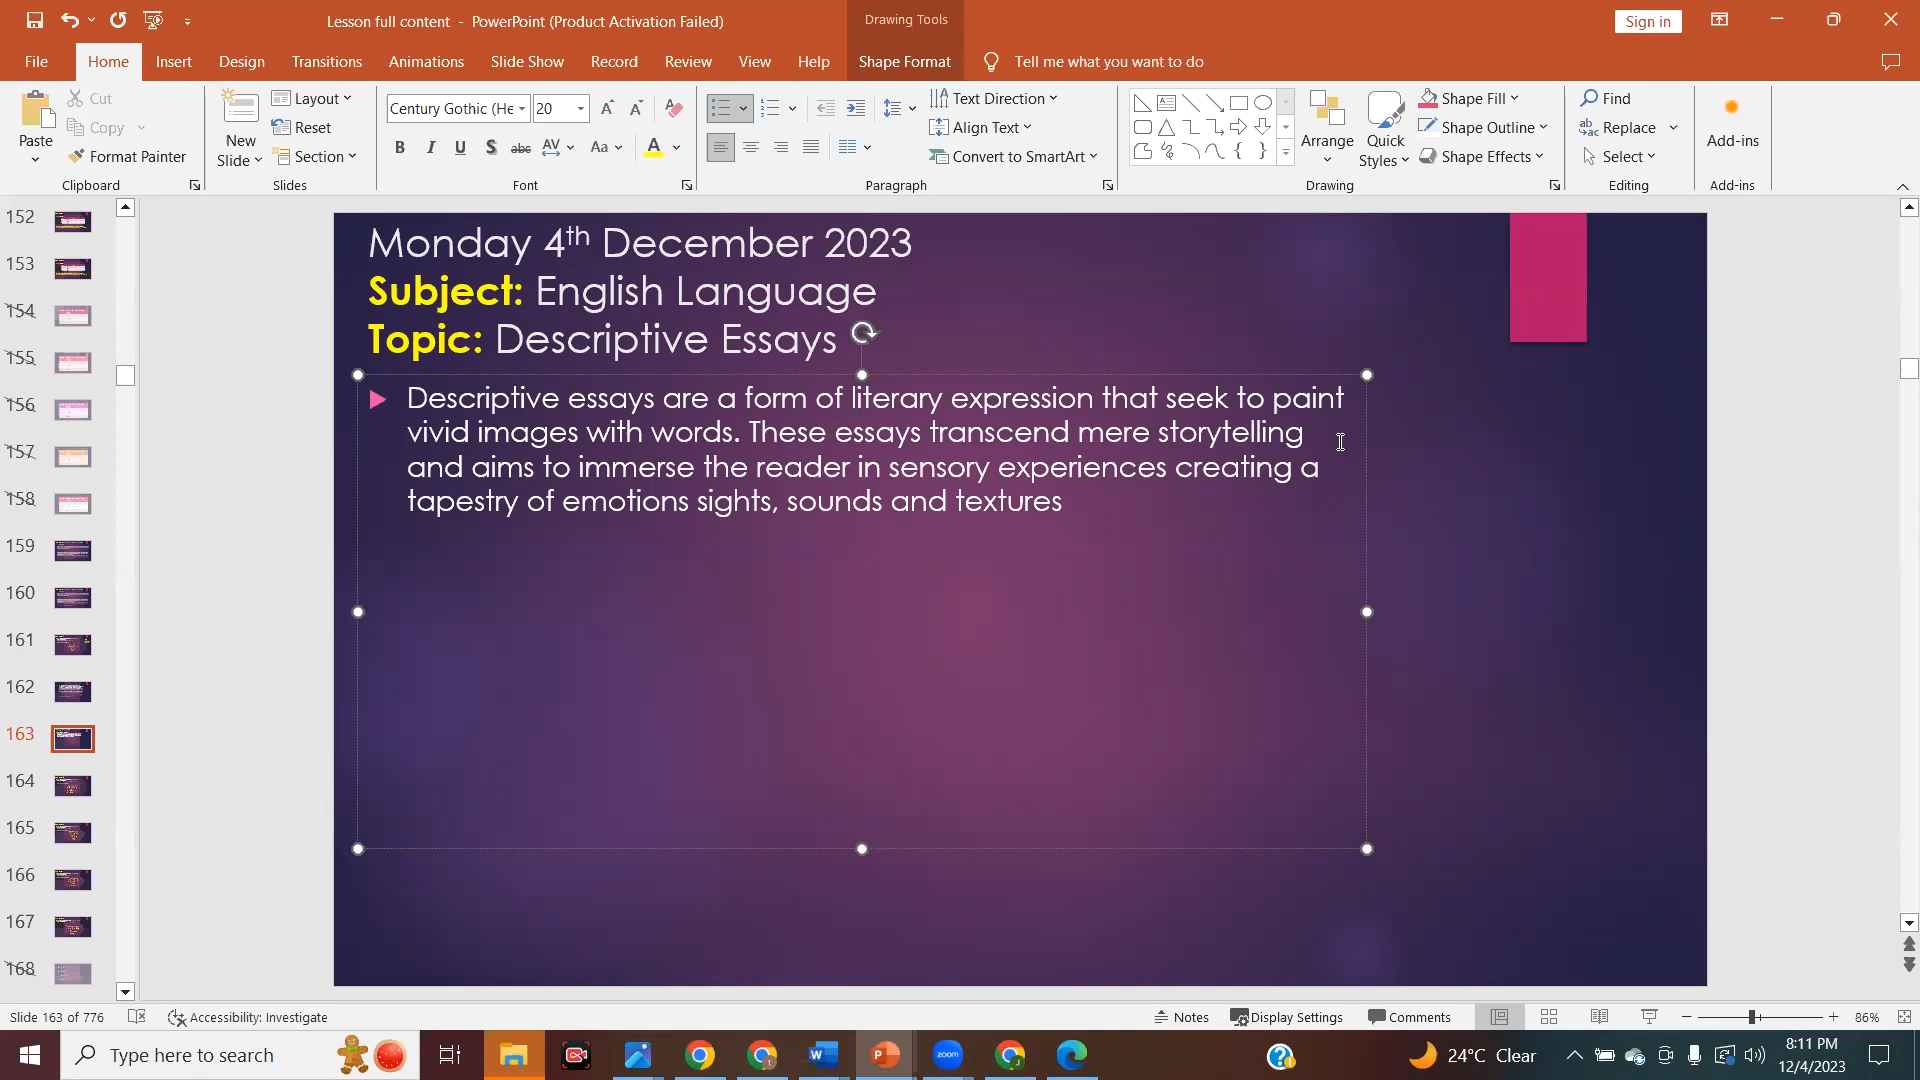 Lesson full content - PowerPoint (Product Activation Failed)
Drawing Tools
Sign in
File
Home
Insert
Design
Transitions
Animations
Slide Show
Record
Review
View
Help
Shape Format
Tell me what you want to do
Paste
Cut
Copy
Format Painter
Clipboard
New
Slide
Layout
Reset
Section
Slides
Century Gothic (He
20
Font
Text Direction
Align Text
Convert to SmartArt
Paragraph
Arrange
Quick
Styles
Shape Fill
Shape Outline
Shape Effects
Drawing
Find
Replace
Select
Editing
Add-ins
Add-ins
152
153
154
155
156
157
158
159
160
161
162
163
164
165
166
167
168
Monday 4th December 2023
Subject: English Language
Topic: Descriptive Essays
Descriptive essays are a form of literary expression that seek to paint
vivid images with words. These essays transcend mere storytelling
and aims to immerse the reader in sensory experiences creating a
tapestry of emotions sights, sounds and textures
Slide 163 of 776
Accessibility: Investigate
Notes
Display Settings
Comments
86%
Type here to search
zoom
24°C Clear
8:11 PM
12/4/2023